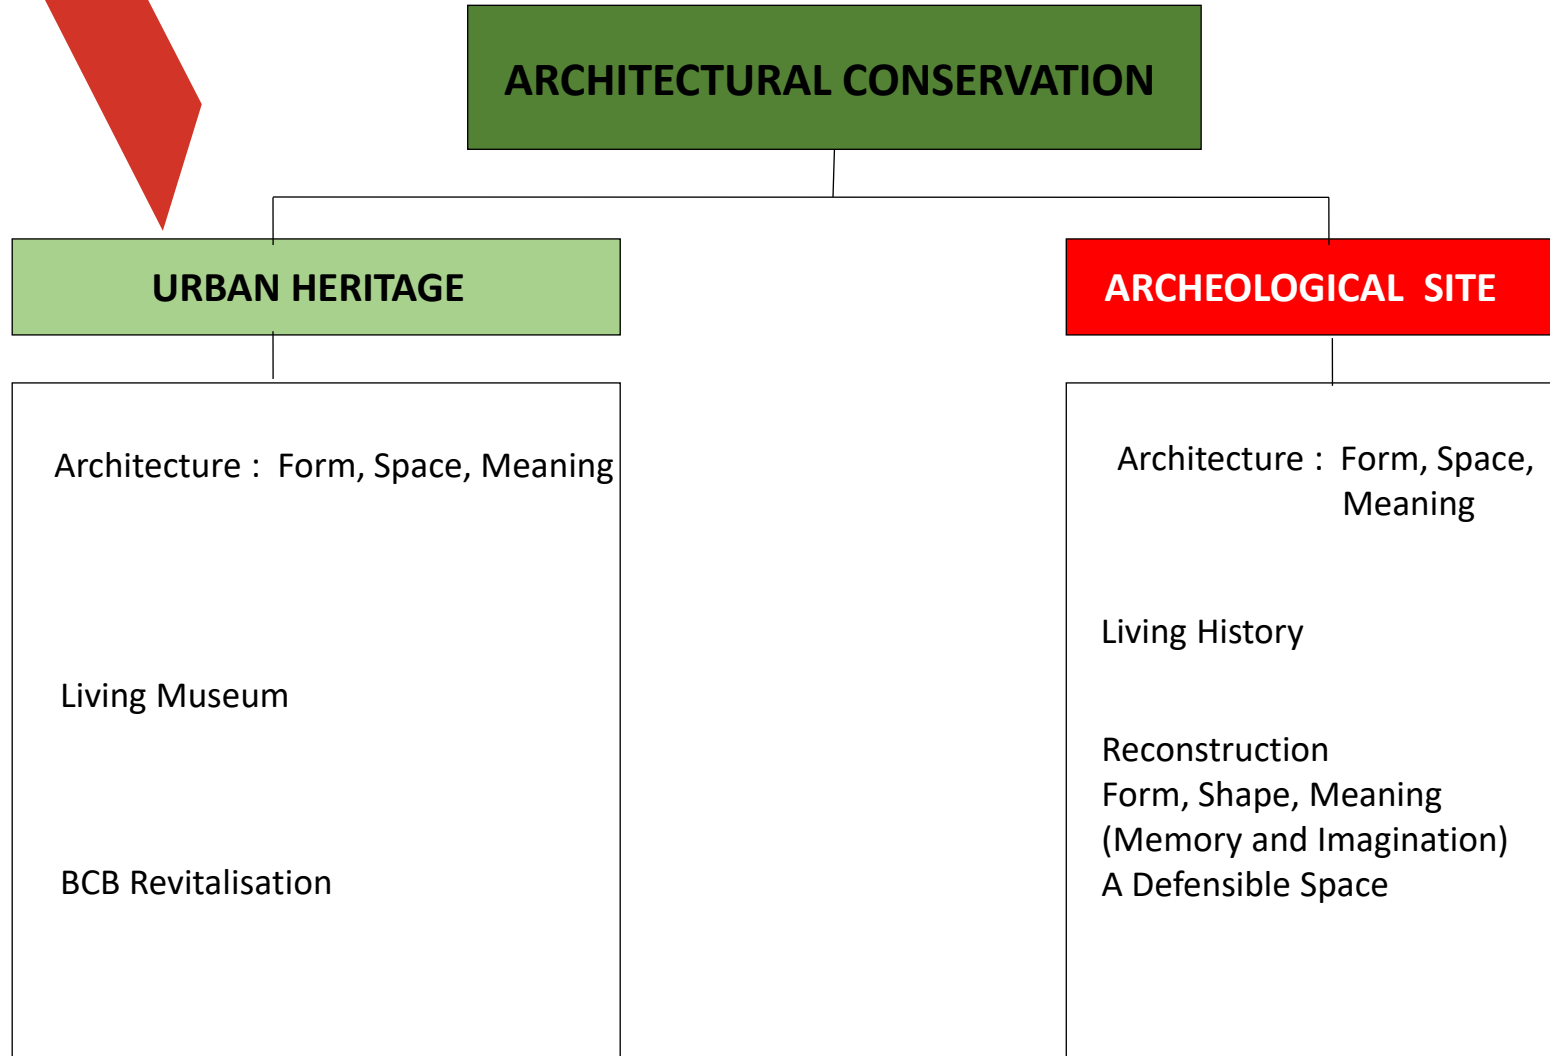 ARCHITECTURAL CONSERVATION
URBAN HERITAGE
Architecture : Form, Space, Meaning
Living Museum
BCB Revitalisation
ARCHEOLOGICAL SITE
Architecture : Form, Space,
Meaning
Living History
Reconstruction
Form, Shape, Meaning
(Memory and Imagination)
A Defensible Space